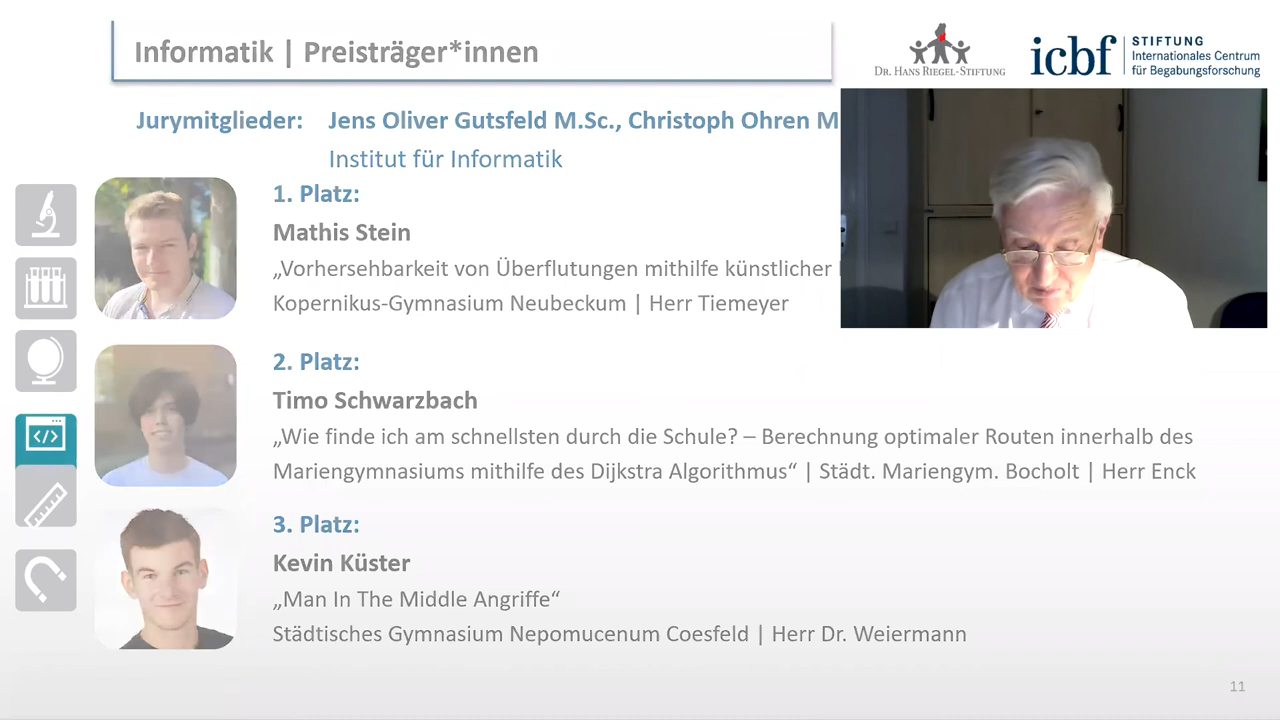 Informatik | Preisträger*innen
DR. HANS RIEGEL-STIFTUNG
icbf
STIFTUNG
Internationales Centrum
für Begabungsforschung
Jurymitglieder: Jens Oliver Gutsfeld M.Sc., Christoph Ohren M
Institut für Informatik
1. Platz:
Mathis Stein
„Vorhersehbarkeit von Überflutungen mithilfe künstlicher
Kopernikus-Gymnasium Neubeckum | Herr Tiemeyer
2. Platz:
Timo Schwarzbach
„Wie finde ich am schnellsten durch die Schule? – Berechnung optimaler Routen innerhalb des
Mariengymnasiums mithilfe des Dijkstra Algorithmus“ | Städt. Mariengym. Bocholt | Herr Enck
3. Platz:
Kevin Küster
„Man In The Middle Angriffe“
Städtisches Gymnasium Nepomucenum Coesfeld | Herr Dr. Weiermann
11